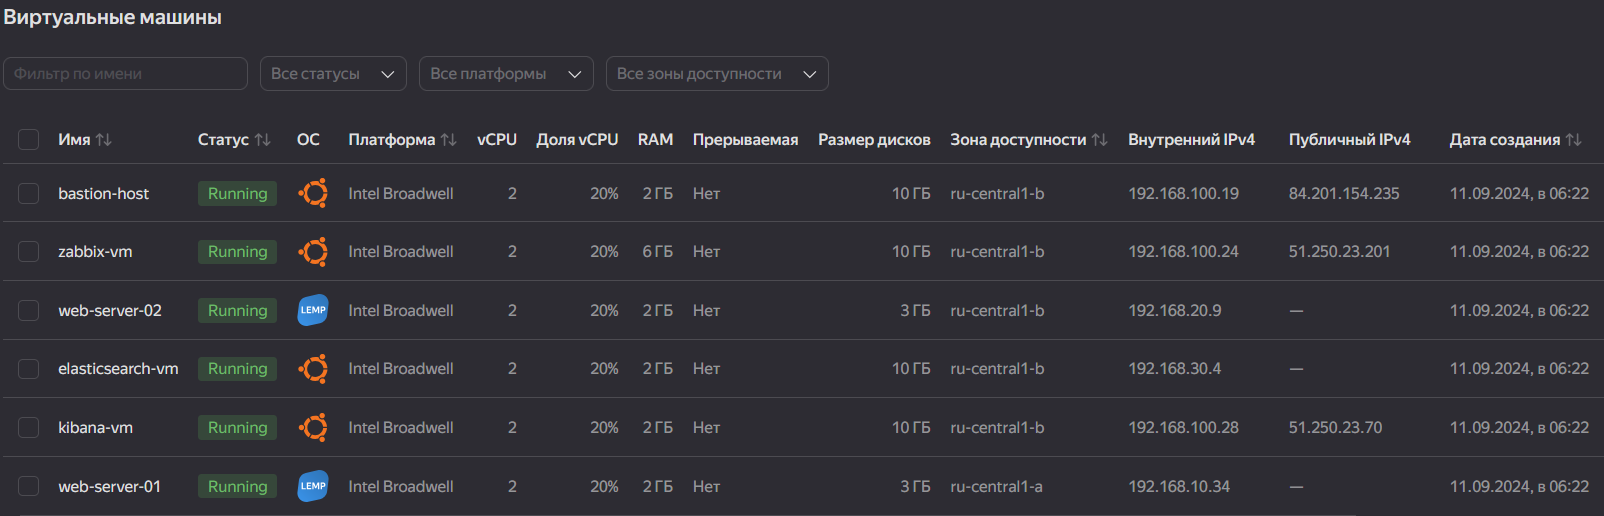 Виртуальные машины
Фильтр по имени Все статусы Все платформы Все зоны доступности
Имя Статус ОС Платформа vCPU Доля vCPU RAM Прерываемая Размер дисков Зона доступности Внутренний IPv4 Публичный IPv4 Дата создания
bastion-host Running Intel Broadwell 2 20% 2 ГБ Нет 10 ГБ ru-central1-b 192.168.100.19 84.201.154.235 11.09.2024, в 06:22
zabbix-vm Running Intel Broadwell 2 20% 6 ГБ Нет 10 ГБ ru-central1-b 192.168.100.24 51.250.23.201 11.09.2024, в 06:22
web-server-02 Running LEMP Intel Broadwell 2 20% 2 ГБ Нет 3 ГБ ru-central1-b 192.168.20.9 — 11.09.2024, в 06:22
elasticsearch-vm Running Intel Broadwell 2 20% 2 ГБ Нет 10 ГБ ru-central1-b 192.168.30.4 — 11.09.2024, в 06:22
kibana-vm Running Intel Broadwell 2 20% 2 ГБ Нет 10 ГБ ru-central1-b 192.168.100.28 51.250.23.70 11.09.2024, в 06:22
web-server-01 Running LEMP Intel Broadwell 2 20% 2 ГБ Нет 3 ГБ ru-central1-a 192.168.10.34 — 11.09.2024, в 06:22